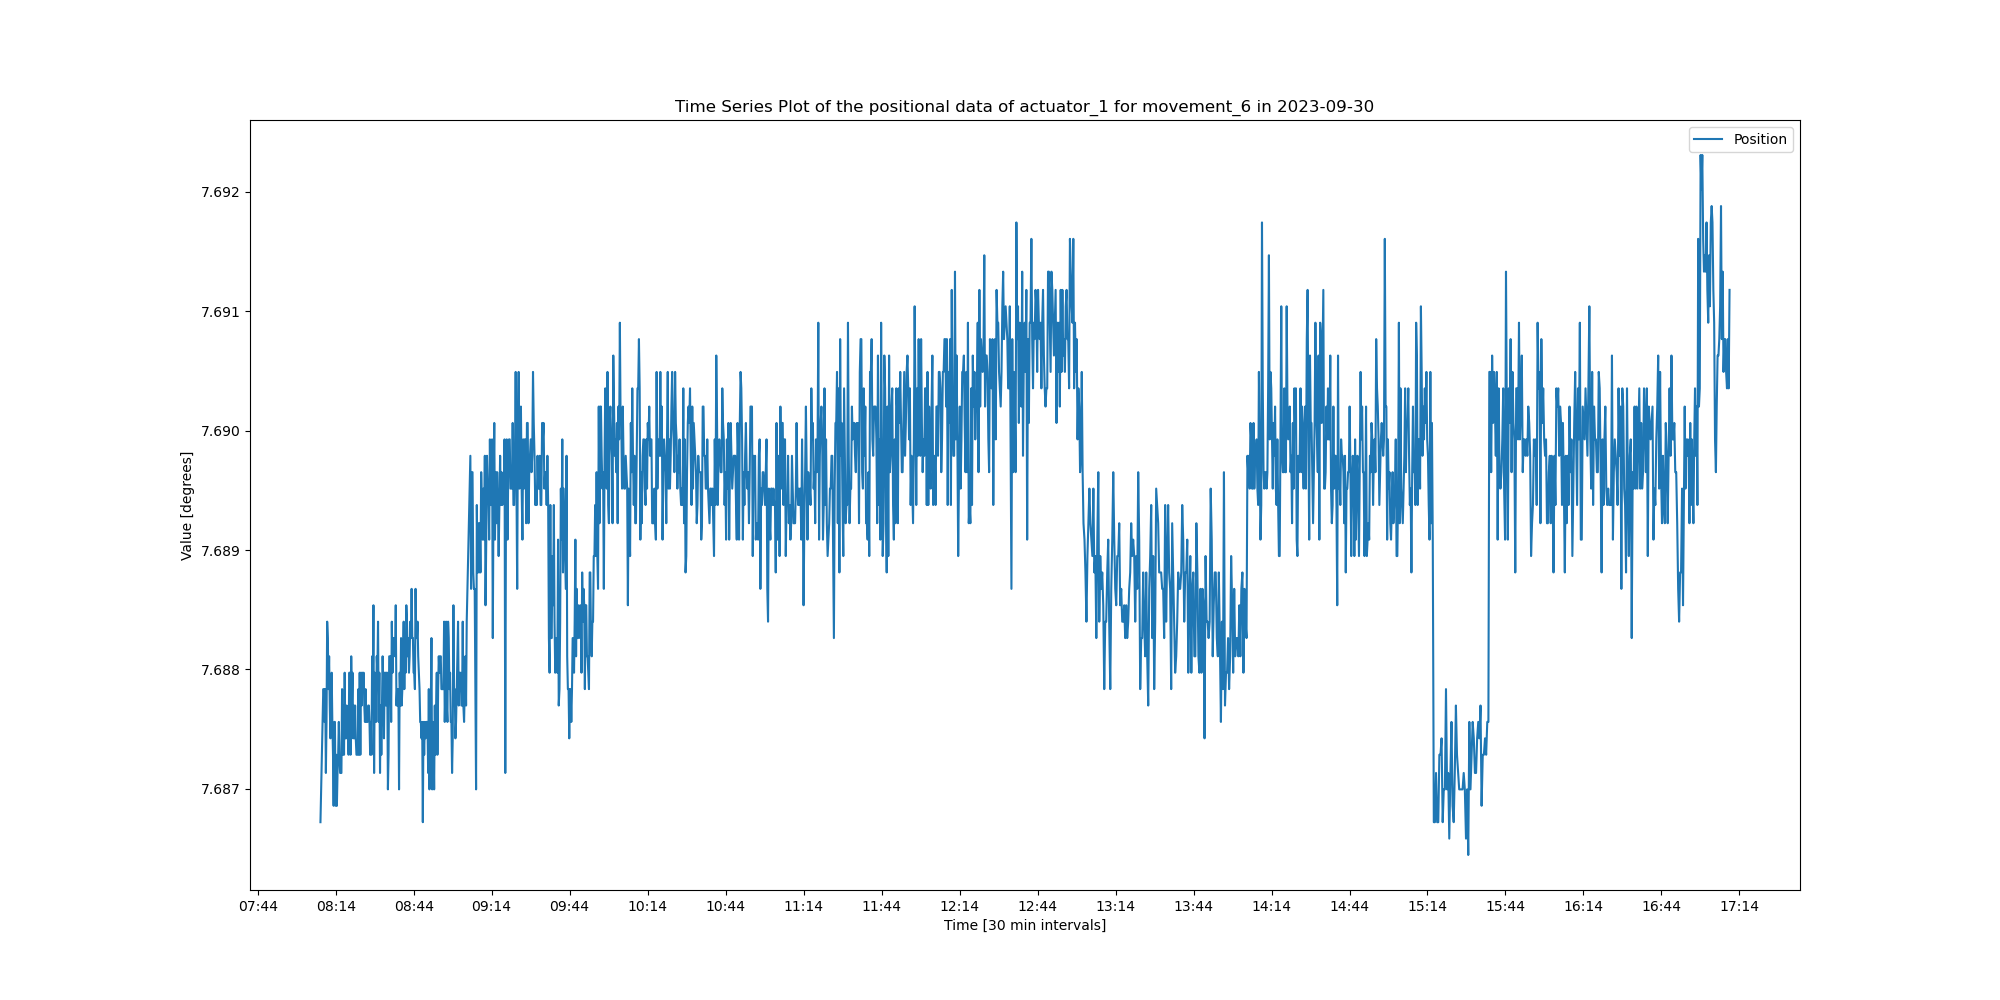 Time Series Plot of the positional data of actuator_1 for movement_6 in 2023-09-30
Position
7.692
7.691
7.690
7.689
7.688
7.687
Value [degrees]
07:44 08:14 08:44 09:14 09:44 10:14 10:44 11:14 11:44 12:14 12:44 13:14 13:44 14:14 14:44 15:14 15:44 16:14 16:44 17:14
Time [30 min intervals]